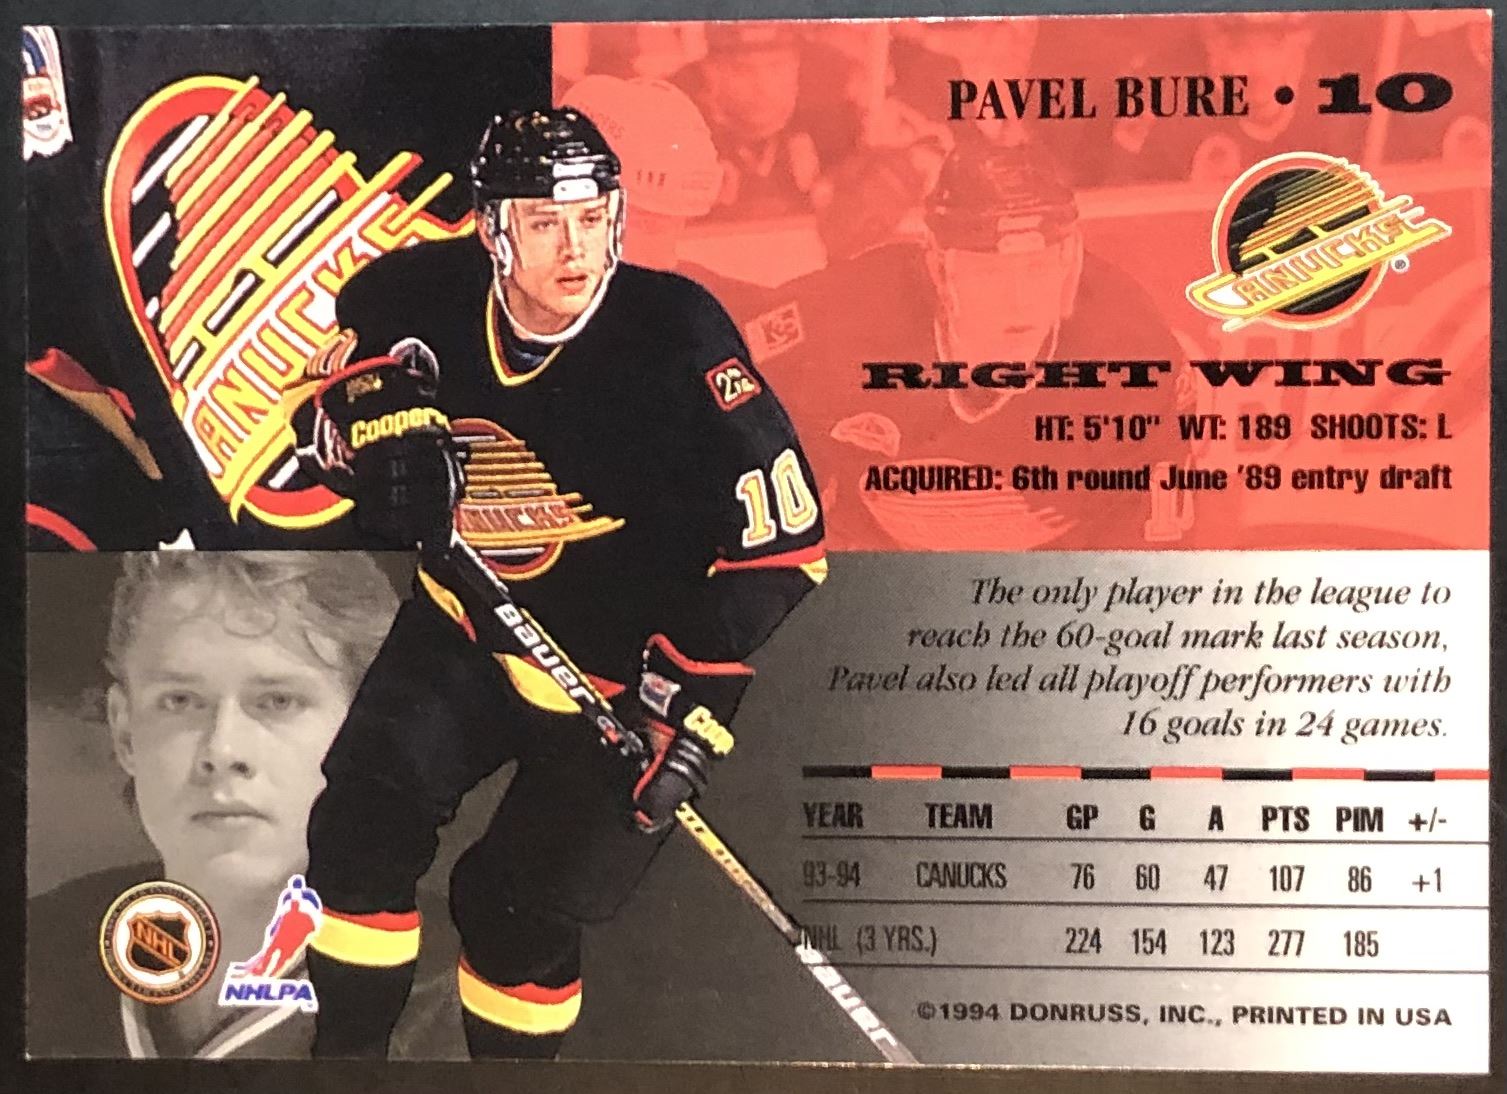 PAVEL BURE • 10
CANUCKS
CANUCKS
®
RIGHT WING
HT: 5'10" WT: 189 SHOOTS: L
ACQUIRED: 6th round June '89 entry draft
Cooper
CANUCKS
10
Bauer
The only player in the league to
reach the 60-goal mark last season,
Pavel also led all playoff performers with
16 goals in 24 games.
YEAR TEAM GP G A PTS PIM +/-
93-94 CANUCKS 76 60 47 107 86 +1
NHL (3 YRS.) 224 154 123 277 185
NHL
NHLPA
Bauer
©1994 DONRUSS, INC., PRINTED IN USA